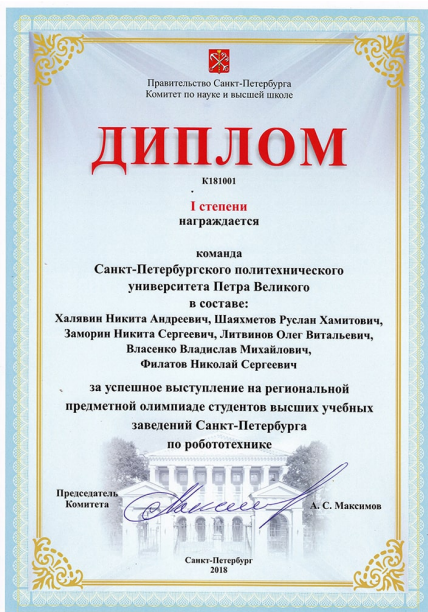 Правительство Санкт-Петербурга
Комитет по науке и высшей школе
ДИПЛОМ
К181001
I степени
награждается
команда
Санкт-Петербургского политехнического
университета Петра Великого
в составе:
Халявин Никита Андреевич, Шаяхметов Руслан Хамитович,
Заморин Никита Сергеевич, Литвинов Олег Витальевич,
Власенко Владислав Михайлович,
Филатов Николай Сергеевич
за успешное выступление на региональной
предметной олимпиаде студентов высших учебных
заведений Санкт-Петербурга
по робототехнике
Председатель
Комитета
А. С. Максимов
Санкт-Петербург
2018